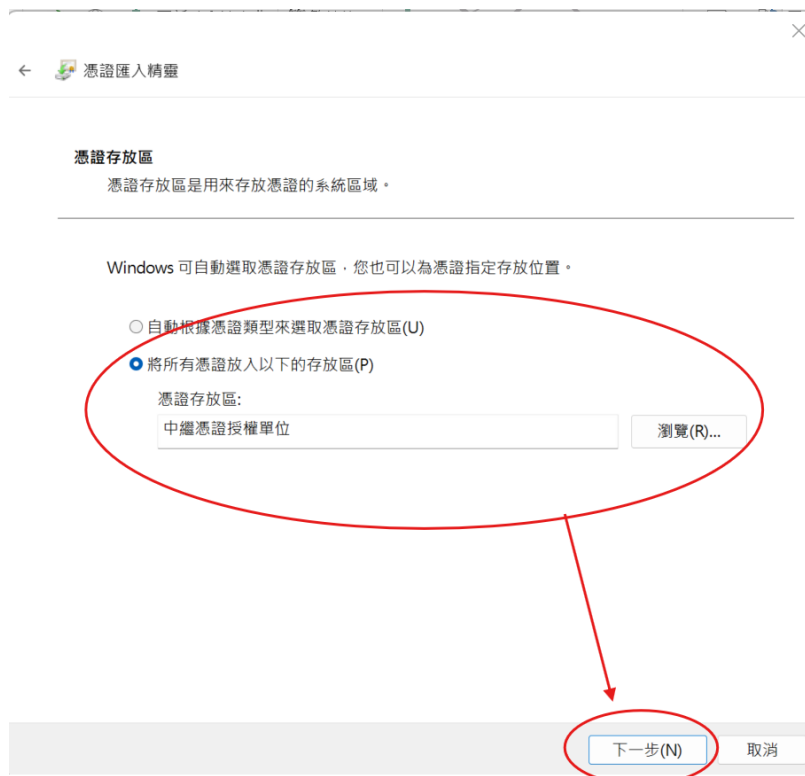 憑證匯入精靈
憑證存放區
憑證存放區是用來存放憑證的系統區域。
Windows 可自動選取憑證存放區，您也可以為憑證指定存放位置。
自動根據憑證類型來選取憑證存放區(U)
將所有憑證放入以下的存放區(P)
憑證存放區:
中繼憑證授權單位
瀏覽(R)...
下一步(N)
取消